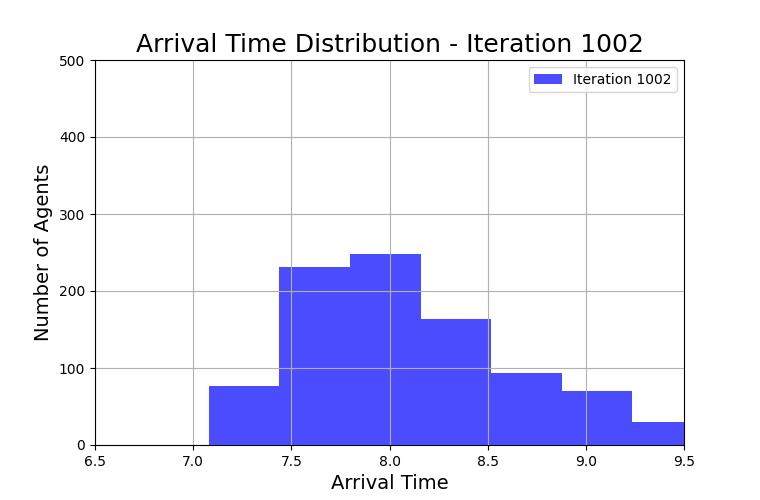 Arrival Time Distribution - Iteration 1002
Iteration 1002
Number of Agents
500
400
300
200
100
0
6.5 7.0 7.5 8.0 8.5 9.0 9.5
Arrival Time